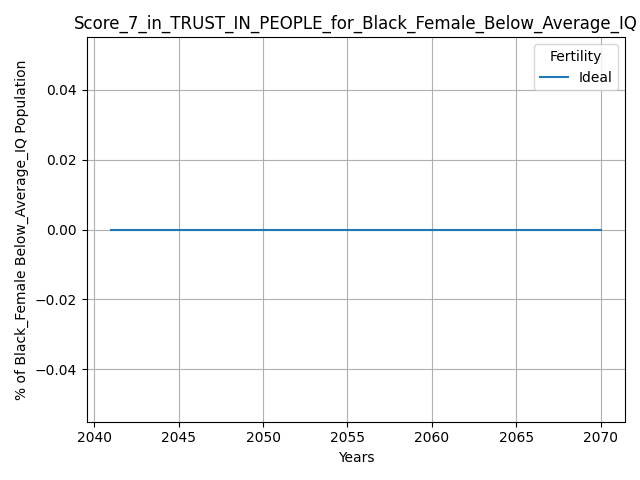 Score_7_in_TRUST_IN_PEOPLE_for_Black_Female_Below_Average_IQ
Fertility
Ideal
% of Black_Female Below_Average_IQ Population
0.04
0.02
0.00
−0.02
−0.04
2040 2045 2050 2055 2060 2065 2070
Years